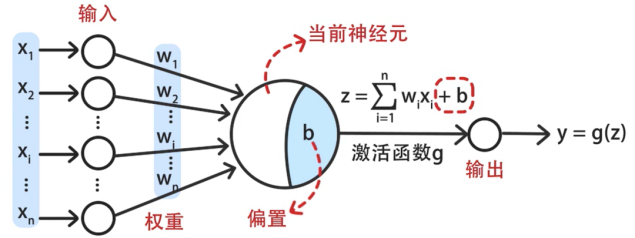 输入
当前神经元
x1
x2
...
xi
...
xn
w1
w2
...
wi
...
wn
权重
b
偏置
n
z = ∑ wixi + b
i=1
激活函数g
输出
y = g(z)